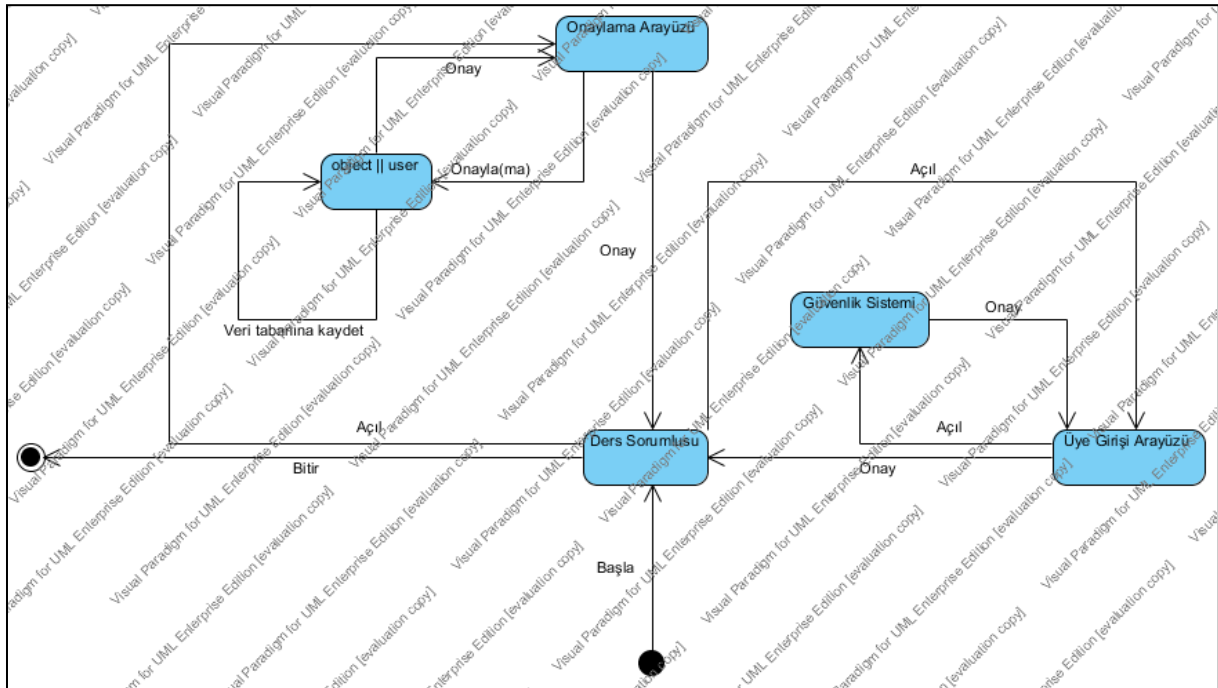 Onaylama Arayüzü
Onay
object || user
Onayla(ma)
Açıl
Onay
Güvenlik Sistemi
Onay
Veri tabanına kaydet
Açıl
Ders Sorumlusu
Açıl
Üye Girişi Arayüzü
Bitir
Onay
Başla
Visual Paradigm for UML Enterprise Edition [evaluation copy]